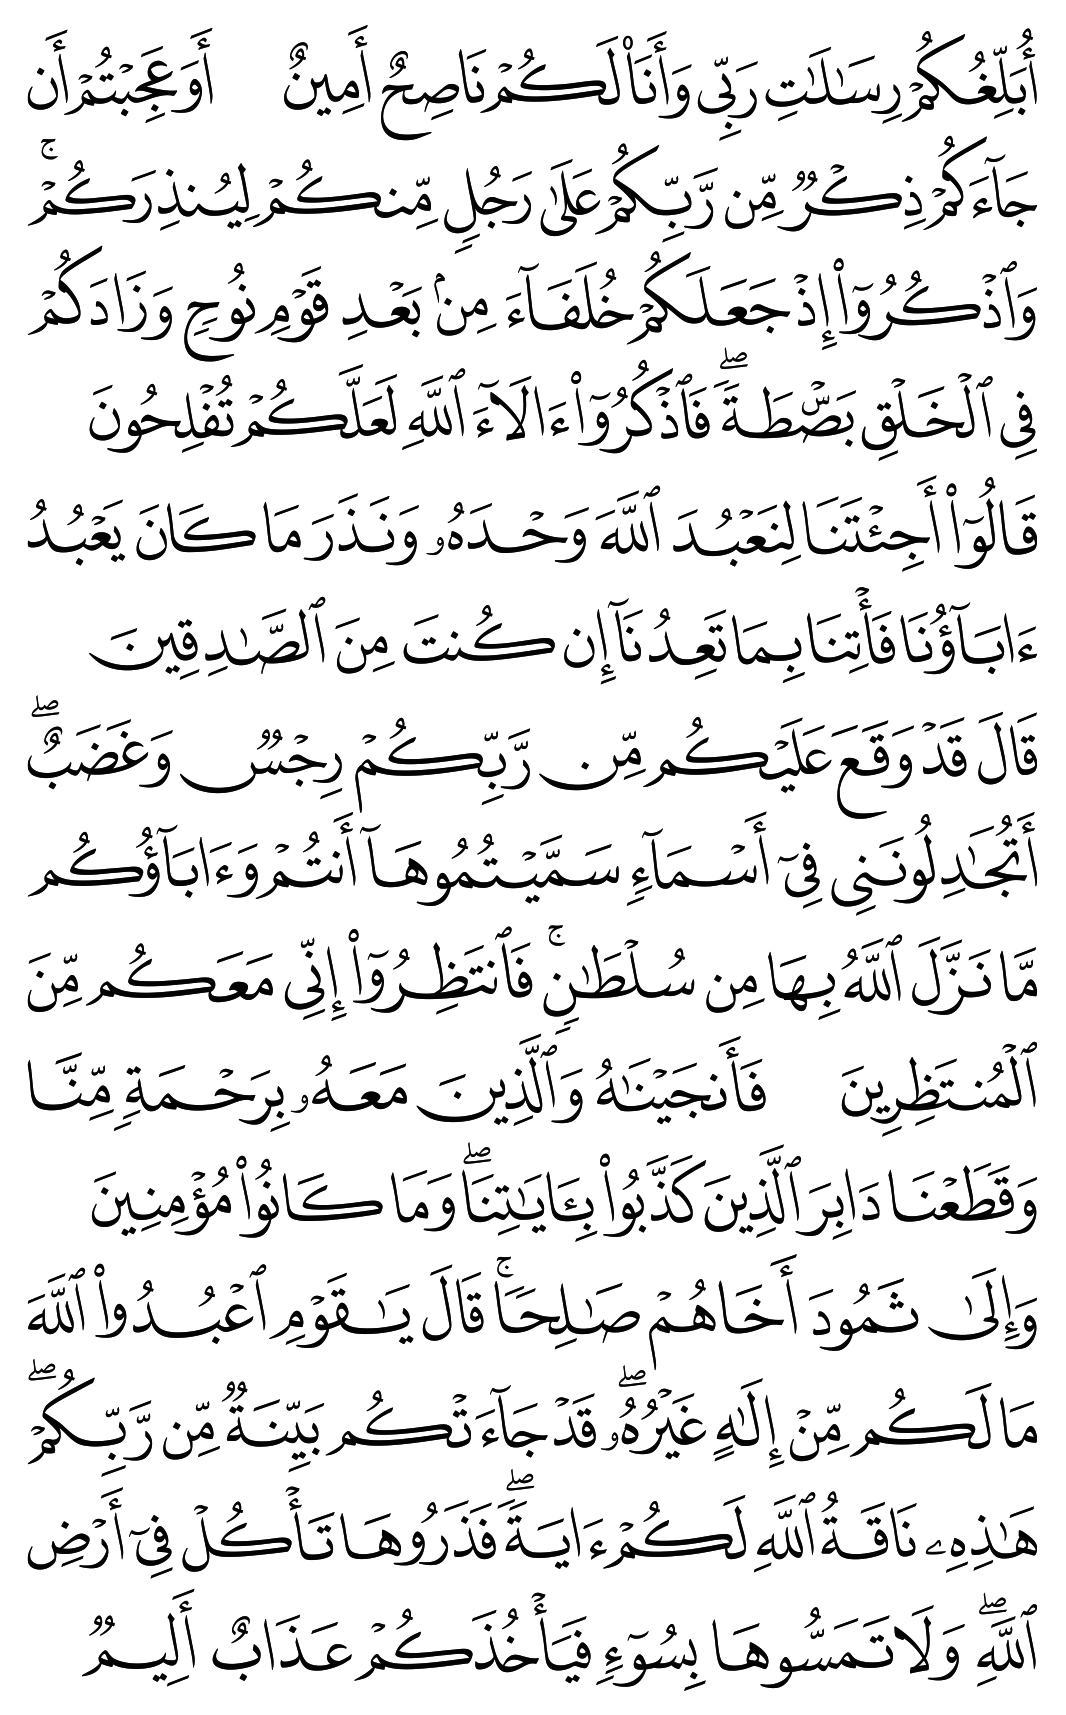 أُبَلِّغُكُمْ رِسَـٰلَـٰتِ رَبِّى وَأَنَا۠ لَكُمْ نَاصِحٌ أَمِينٌ أَوَعَجِبْتُمْ أَن
جَآءَكُمْ ذِكْرٌۭ مِّن رَّبِّكُمْ عَلَىٰ رَجُلٍۢ مِّنكُمْ لِيُنذِرَكُمْ ۚ
وَٱذْكُرُوٓا۟ إِذْ جَعَلَكُمْ خُلَفَآءَ مِنۢ بَعْدِ قَوْمِ نُوحٍۢ وَزَادَكُمْ
فِى ٱلْخَلْقِ بَصْۜطَةًۭ ۖ فَٱذْكُرُوٓا۟ ءَالَآءَ ٱللَّهِ لَعَلَّكُمْ تُفْلِحُونَ
قَالُوٓا۟ أَجِئْتَنَا لِنَعْبُدَ ٱللَّهَ وَحْدَهُۥ وَنَذَرَ مَا كَانَ يَعْبُدُ
ءَابَآؤُنَا فَأْتِنَا بِمَا تَعِدُنَآ إِن كُنتَ مِنَ ٱلصَّـٰدِقِينَ
قَالَ قَدْ وَقَعَ عَلَيْكُم مِّن رَّبِّكُمْ رِجْسٌۭ وَغَضَبٌ ۖ
أَتُجَـٰدِلُونَنِى فِىٓ أَسْمَآءٍۢ سَمَّيْتُمُوهَآ أَنتُمْ وَءَابَآؤُكُم
مَّا نَزَّلَ ٱللَّهُ بِهَا مِن سُلْطَـٰنٍۢ ۚ فَٱنتَظِرُوٓا۟ إِنِّى مَعَكُم مِّنَ
ٱلْمُنتَظِرِينَ فَأَنجَيْنَـٰهُ وَٱلَّذِينَ مَعَهُۥ بِرَحْمَةٍۢ مِّنَّا
وَقَطَعْنَا دَابِرَ ٱلَّذِينَ كَذَّبُوا۟ بِـَٔايَـٰتِنَا ۖ وَمَا كَانُوا۟ مُؤْمِنِينَ
وَإِلَىٰ ثَمُودَ أَخَاهُمْ صَـٰلِحًۭا ۚ قَالَ يَـٰقَوْمِ ٱعْبُدُوا۟ ٱللَّهَ
مَا لَكُم مِّنْ إِلَـٰهٍ غَيْرُهُۥ ۖ قَدْ جَآءَتْكُم بَيِّنَةٌۭ مِّن رَّبِّكُمْ ۖ
هَـٰذِهِۦ نَاقَةُ ٱللَّهِ لَكُمْ ءَايَةًۭ ۖ فَذَرُوهَا تَأْكُلْ فِىٓ أَرْضِ
ٱللَّهِ ۖ وَلَا تَمَسُّوهَا بِسُوٓءٍۢ فَيَأْخُذَكُمْ عَذَابٌ أَلِيمٌۭ